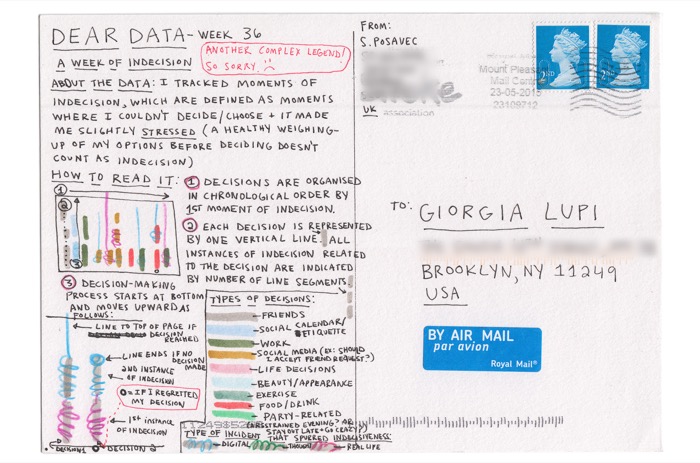 DEAR DATA- WEEK 36
ANOTHER COMPLEX LEGEND!
SO SORRY.
A WEEK OF INDECISION
ABOUT THE DATA: I TRACKED MOMENTS OF
INDECISION, WHICH ARE DEFINED AS MOMENTS
WHERE I COULDN'T DECIDE/CHOOSE + IT MADE
ME SLIGHTLY STRESSED (A HEALTHY WEIGHING-
UP OF MY OPTIONS BEFORE DECIDING DOESN'T
COUNT AS INDECISION)
HOW TO READ IT:
1
2
3
1 DECISIONS ARE ORGANISED
IN CHRONOLOGICAL ORDER BY
1ST MOMENT OF INDECISION.
2 EACH DECISION IS REPRESENTED
BY ONE VERTICAL LINE. ALL
INSTANCES OF INDECISION RELATED
TO THE DECISION ARE INDICATED
BY NUMBER OF LINE SEGMENTS
3 DECISION-MAKING
PROCESS STARTS AT BOTTOM
AND MOVES UPWARD, AS
FOLLOWS:
LINE TO TOP OF PAGE IF
DECISION
REACHED
LINE ENDS IF NO
DECISION
MADE
2ND INSTANCE
OF INDECISION
O = IF I REGRETTED
MY DECISION
1ST INSTANCE
OF INDECISION
DECISION 1
DECISION 2
TYPES OF DECISIONS:
FRIENDS
SOCIAL CALENDAR/
ETIQUETTE
WORK
SOCIAL MEDIA (EX: SHOULD
I ACCEPT FRIEND REQUEST?)
LIFE DECISIONS
BEAUTY/APPEARANCE
EXERCISE
FOOD/DRINK
PARTY-RELATED
(RESTRAINED EVENING? OR
STAY OUT LATE + GO CRAZY?)
TYPE OF INCIDENT THAT SPURRED INDECISIVENESS:
DIGITAL
THOUGHT
REAL LIFE
FROM:
S. POSAVEC
UK
association
Mount Pleasant
Mail Centre
23-05-2015
23109712
2ND
2ND
TO:
GIORGIA LUPI
BROOKLYN, NY 11249
USA
BY AIR MAIL
par avion
Royal Mail®